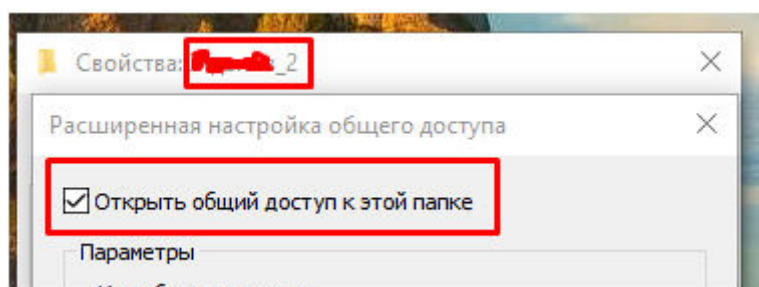 Свойства: _2
Расширенная настройка общего доступа
Открыть общий доступ к этой папке
Параметры